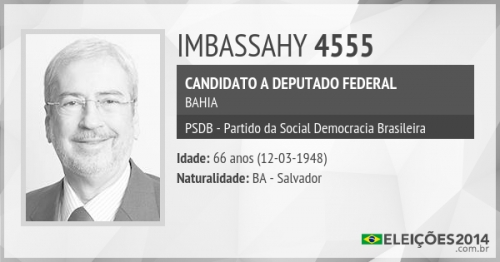 IMBASSAHY 4555
CANDIDATO A DEPUTADO FEDERAL
BAHIA
PSDB - Partido da Social Democracia Brasileira
Idade: 66 anos (12-03-1948)
Naturalidade: BA - Salvador
ELEIÇÕES2014
.com.br